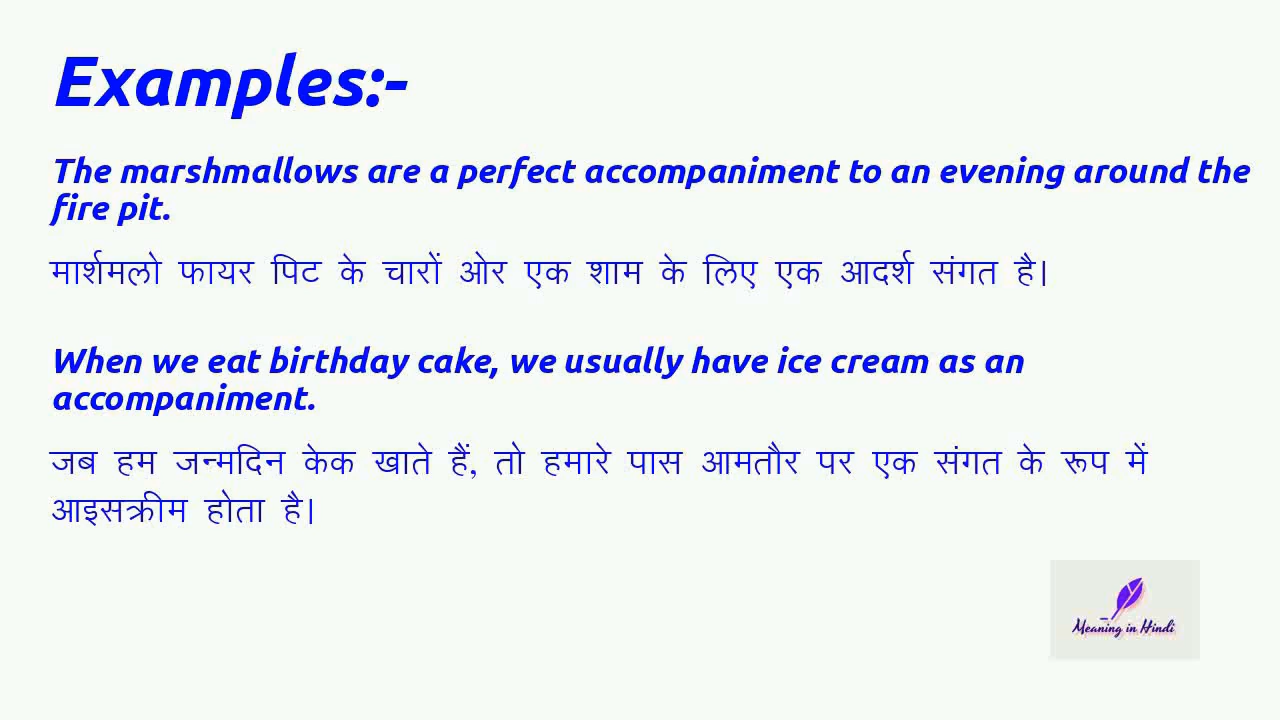 Examples:-
The marshmallows are a perfect accompaniment to an evening around the
fire pit.
मार्शमलो फायर पिट के चारों ओर एक शाम के लिए एक आदर्श संगत है।
When we eat birthday cake, we usually have ice cream as an
accompaniment.
जब हम जन्मदिन केक खाते हैं, तो हमारे पास आमतौर पर एक संगत के रूप में
आइसक्रीम होता है।
Meaning in Hindi